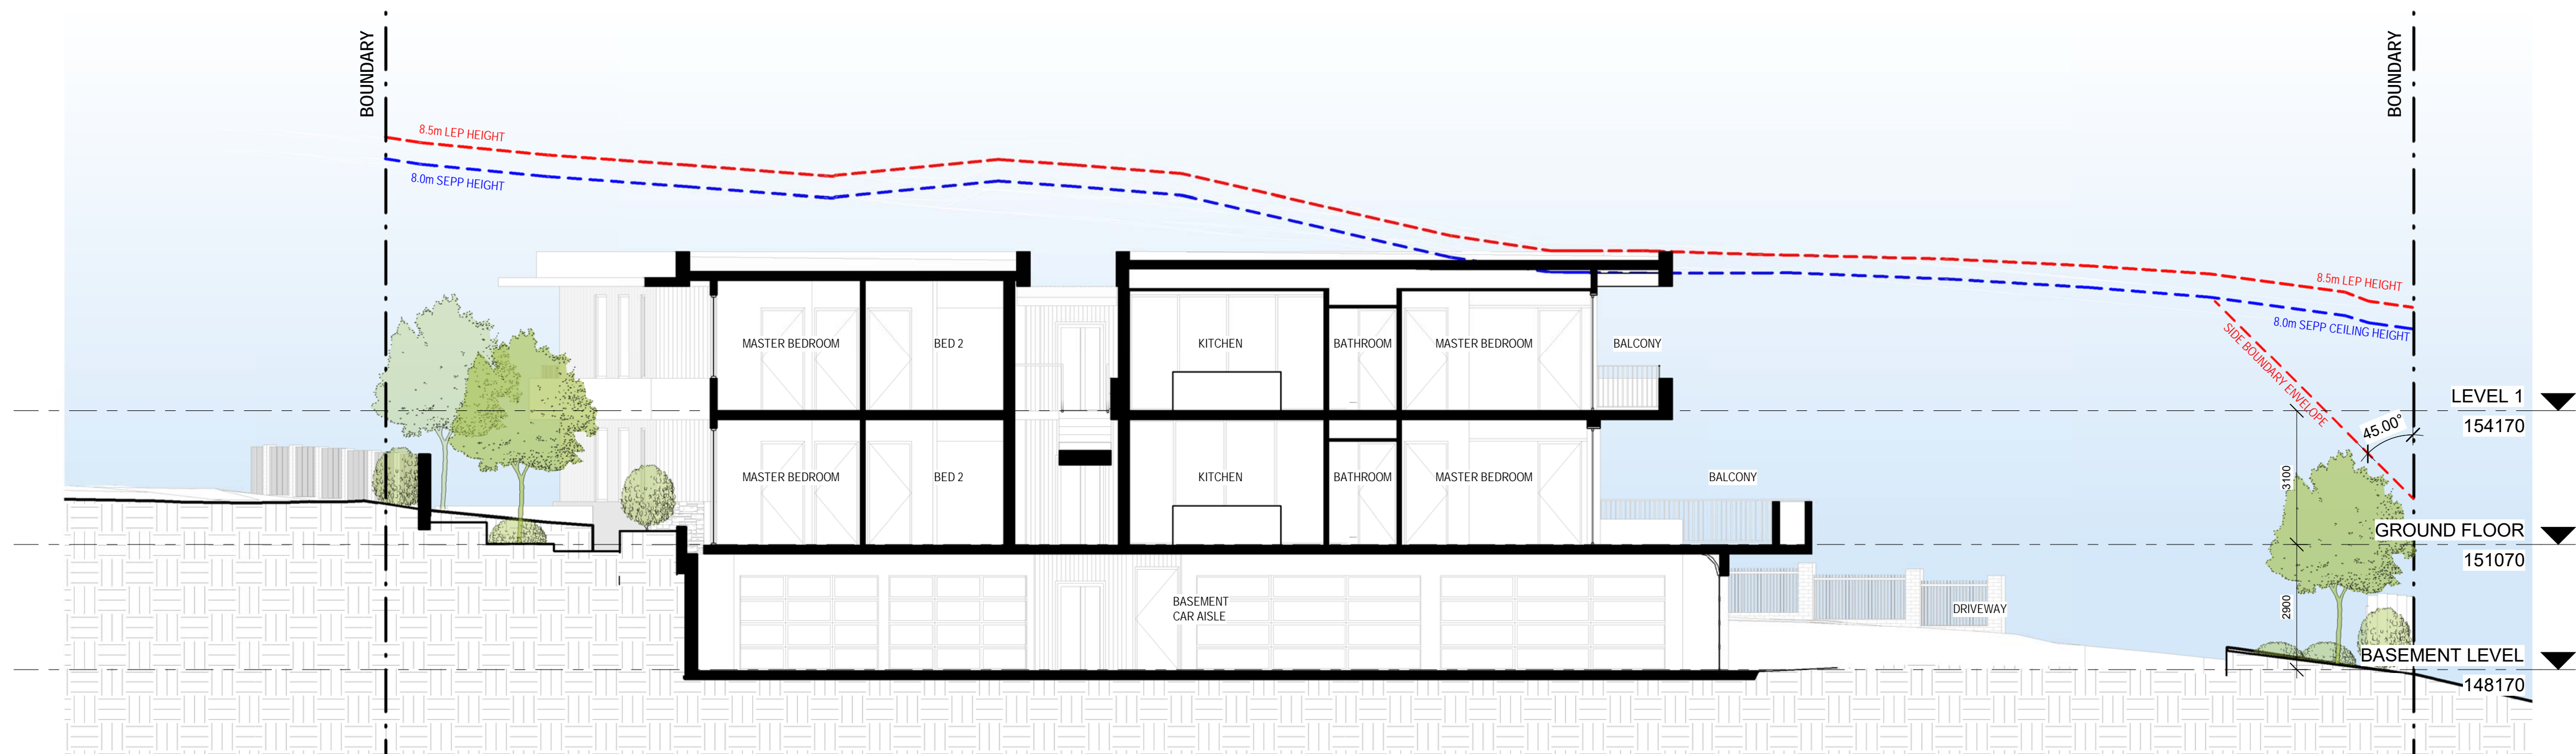 BOUNDARY
BOUNDARY
8.5m LEP HEIGHT
8.0m SEPP HEIGHT
8.5m LEP HEIGHT
8.0m SEPP CEILING HEIGHT
SIDE BOUNDARY ENVELOPE
45.00°
MASTER BEDROOM
BED 2
KITCHEN
BATHROOM
MASTER BEDROOM
BALCONY
LEVEL 1
154170
3100
MASTER BEDROOM
BED 2
KITCHEN
BATHROOM
MASTER BEDROOM
BALCONY
GROUND FLOOR
151070
2900
BASEMENT
CAR AISLE
DRIVEWAY
BASEMENT LEVEL
148170